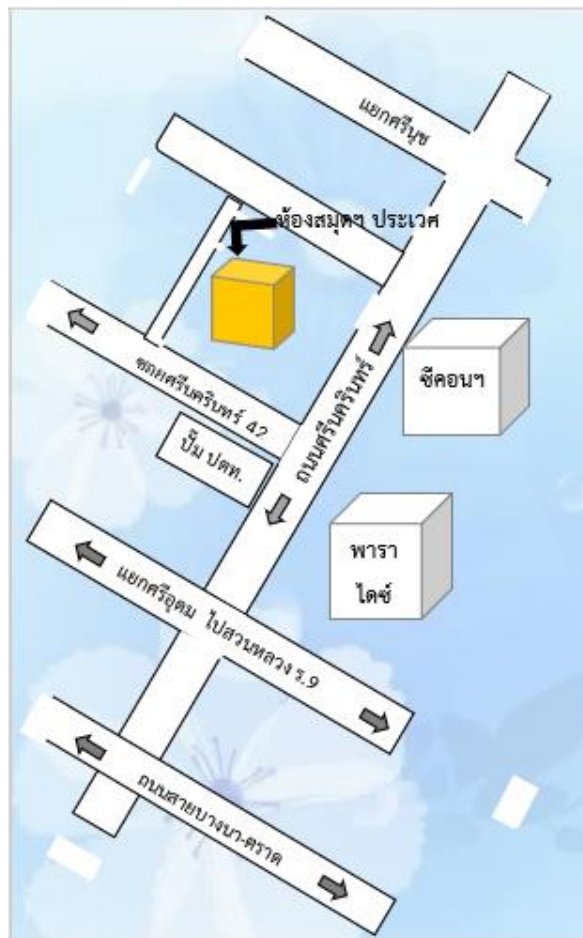 แยกศรีนุช
ห้องสมุดฯ ประเวศ
ซีคอนฯ
ถนนศรีนครินทร์
ซอยศรีนครินทร์ 42
ปั๊ม ปตท.
พารา
ไดซ์
แยกศรีอุดม ไปสวนหลวง ร.9
ถนนสายบางนา-ตราด